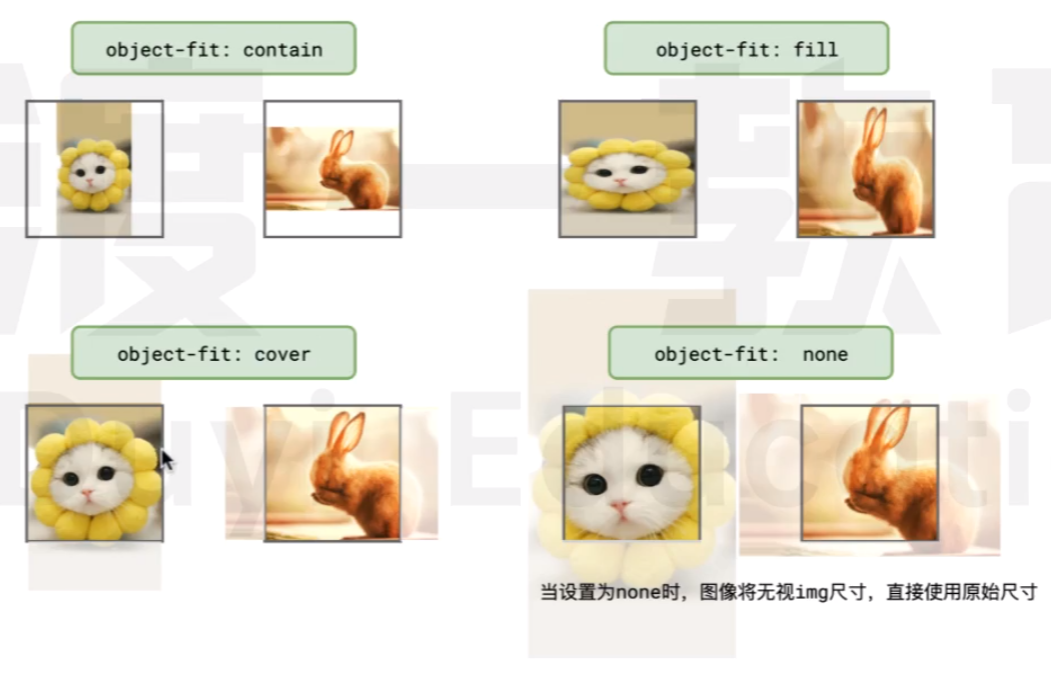 object-fit: contain
object-fit: fill
object-fit: cover
object-fit: none
当设置为none时，图像将无视img尺寸，直接使用原始尺寸